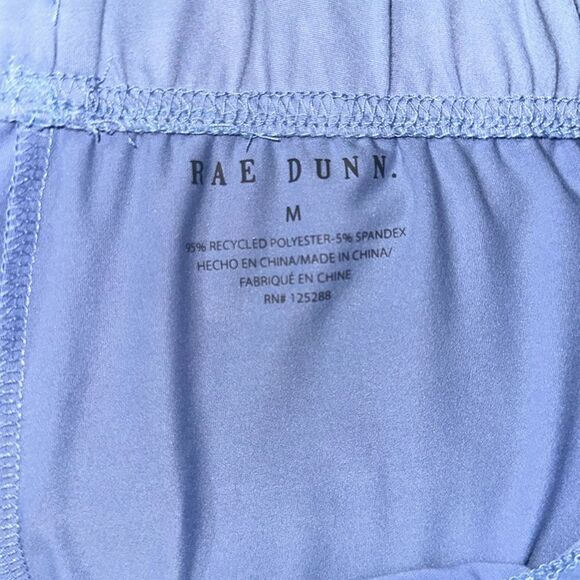 RAE DUNN.
M
95% RECYCLED POLYESTER-5% SPANDEX
HECHO EN CHINA/MADE IN CHINA/
FABRIQUÉ EN CHINE
RN# 125288